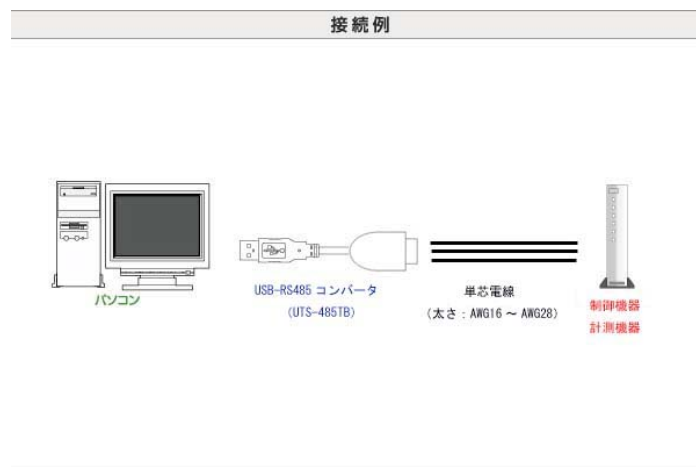 接続例
パソコン
USB-RS485 コンバータ
(UTS-485TB)
単芯電線
(太さ：AWG16 ～ AWG28)
制御機器
計測機器